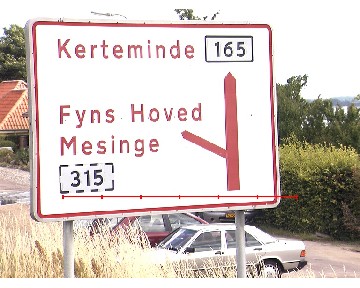 Kerteminde 165
Fyns Hoved
Mesinge
315